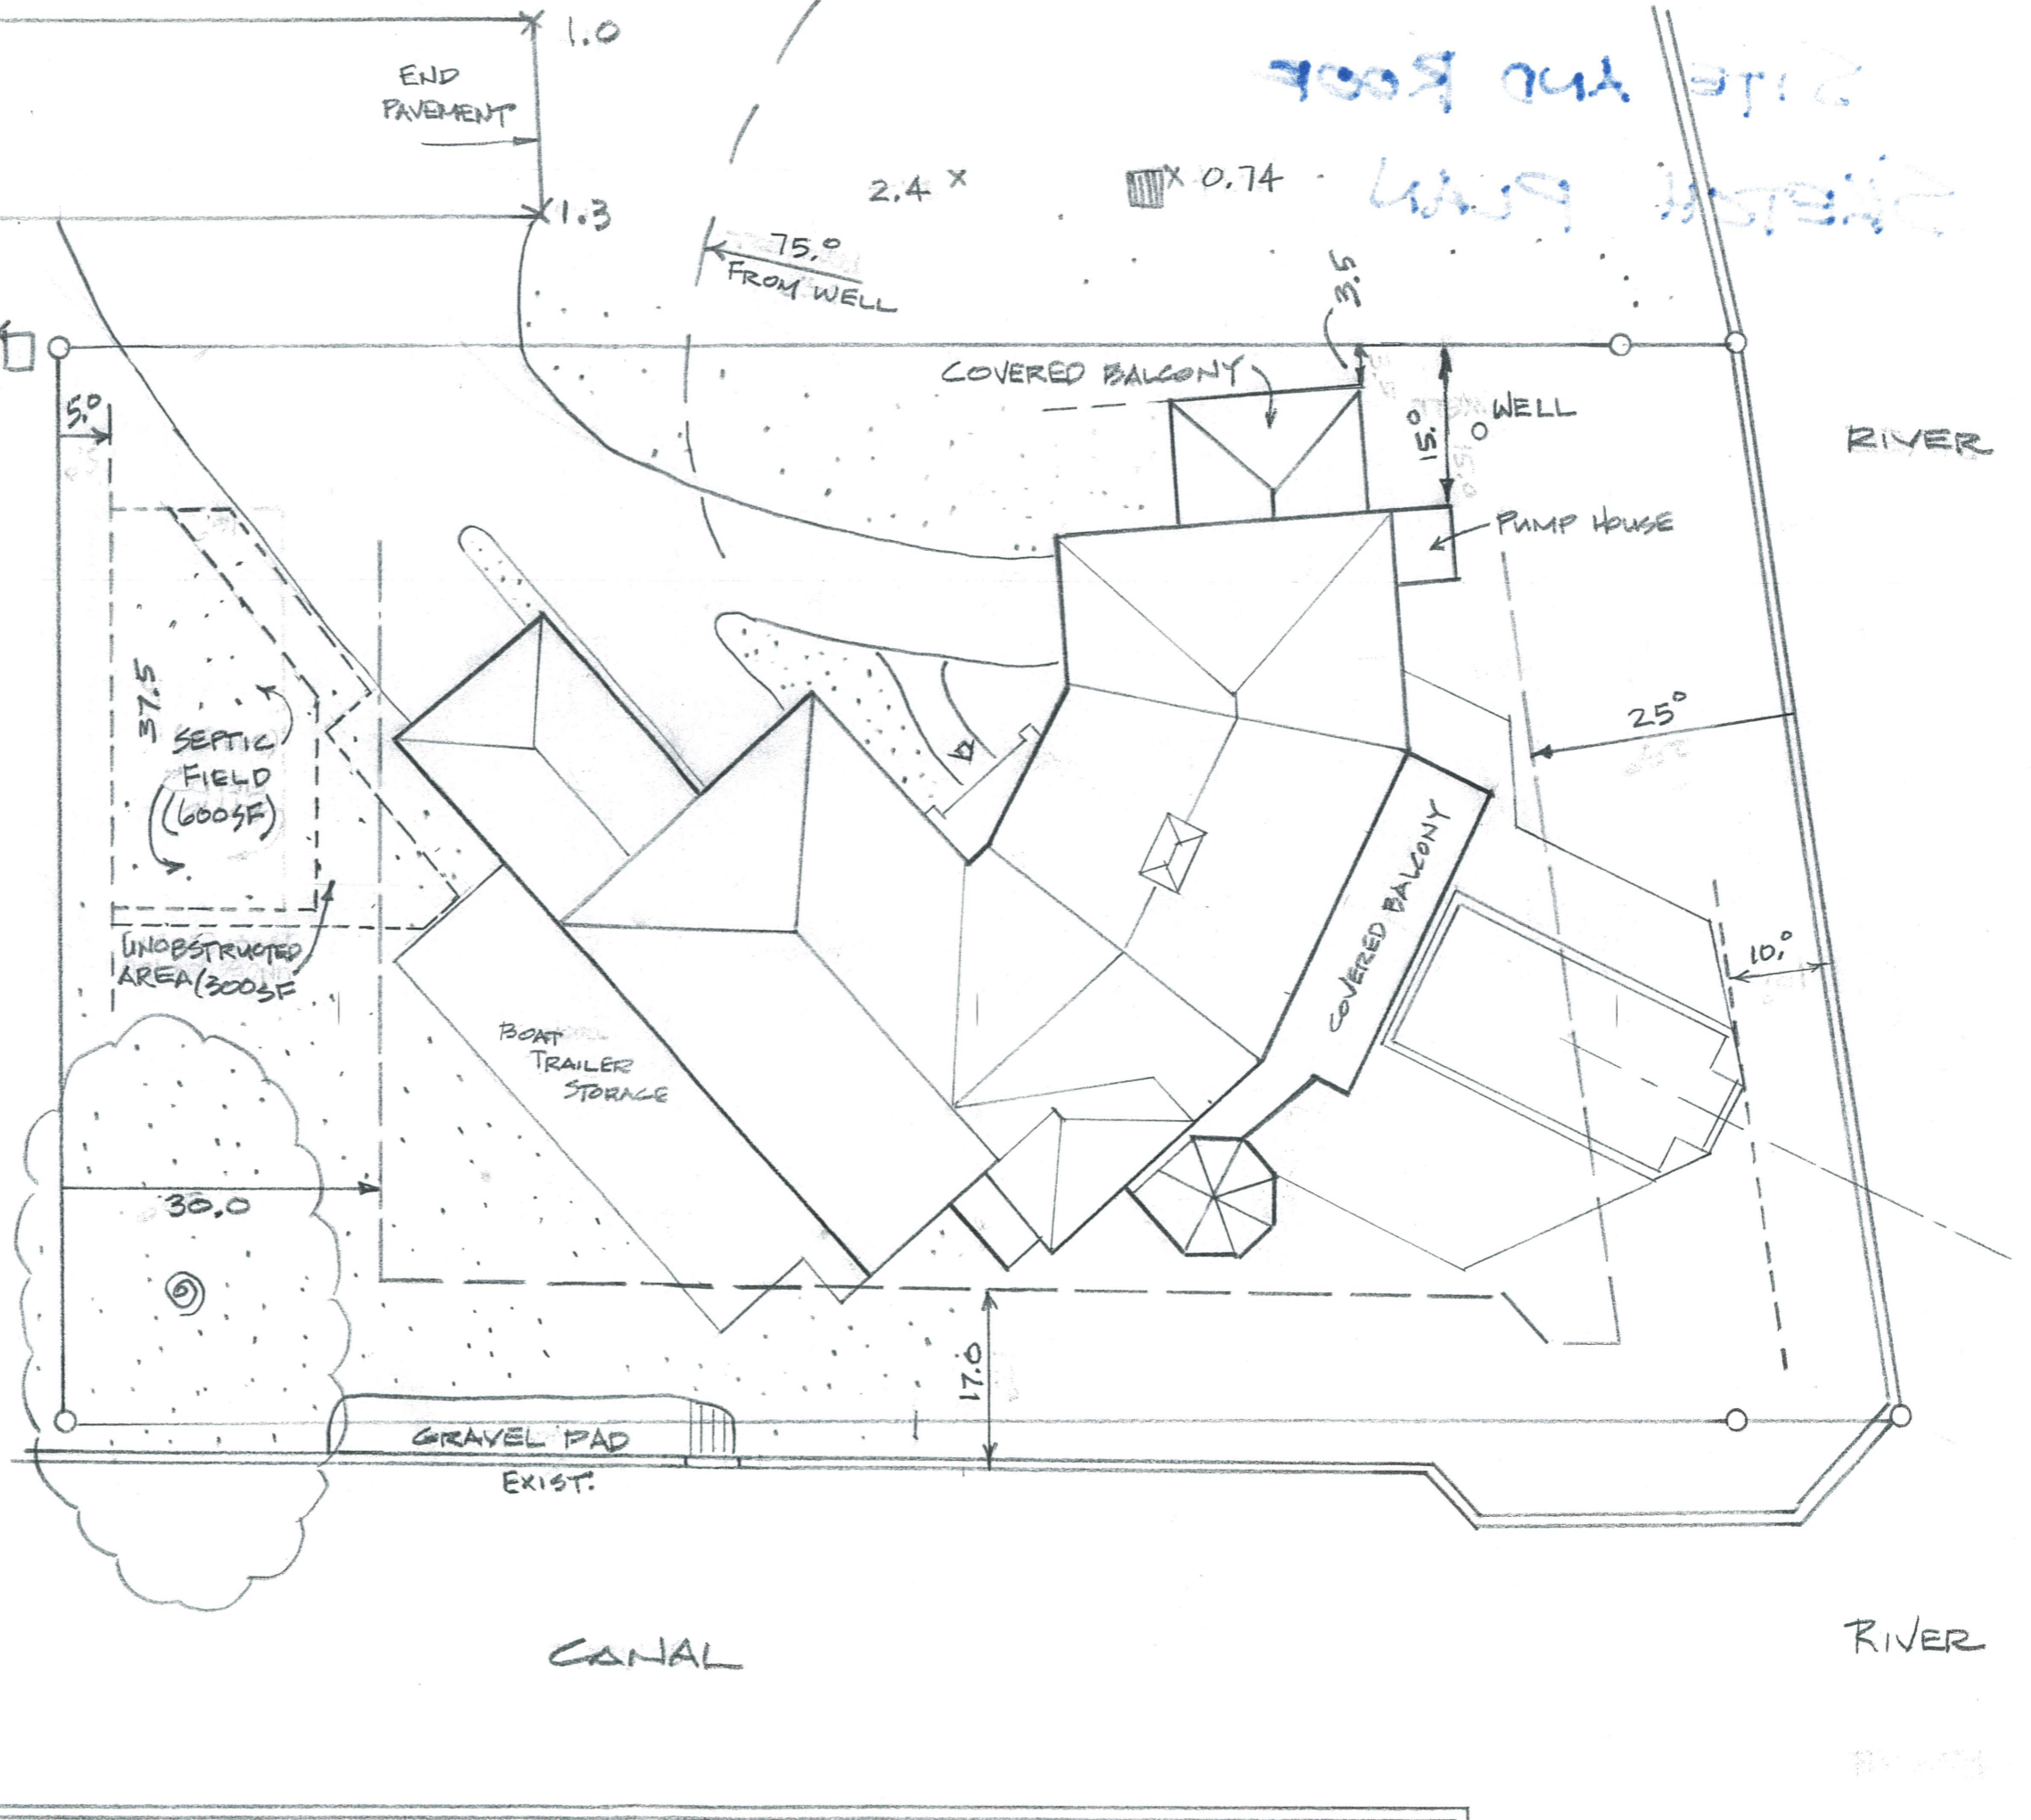 1.0
END
PAVEMENT
SITE AND ROOF
SKETCH PLAN
2.4 x
x 0.74
1.3
75.0
FROM WELL
3.5
COVERED BALCONY
5.0
15.0
WELL
RIVER
PUMP HOUSE
37.5
SEPTIC
FIELD
(600SF)
25.0
COVERED BALCONY
UNOBSTRUCTED
AREA (300SF
10.0
BOAT
TRAILER
STORAGE
30.0
17.0
GRAVEL PAD
EXIST.
CANAL
RIVER